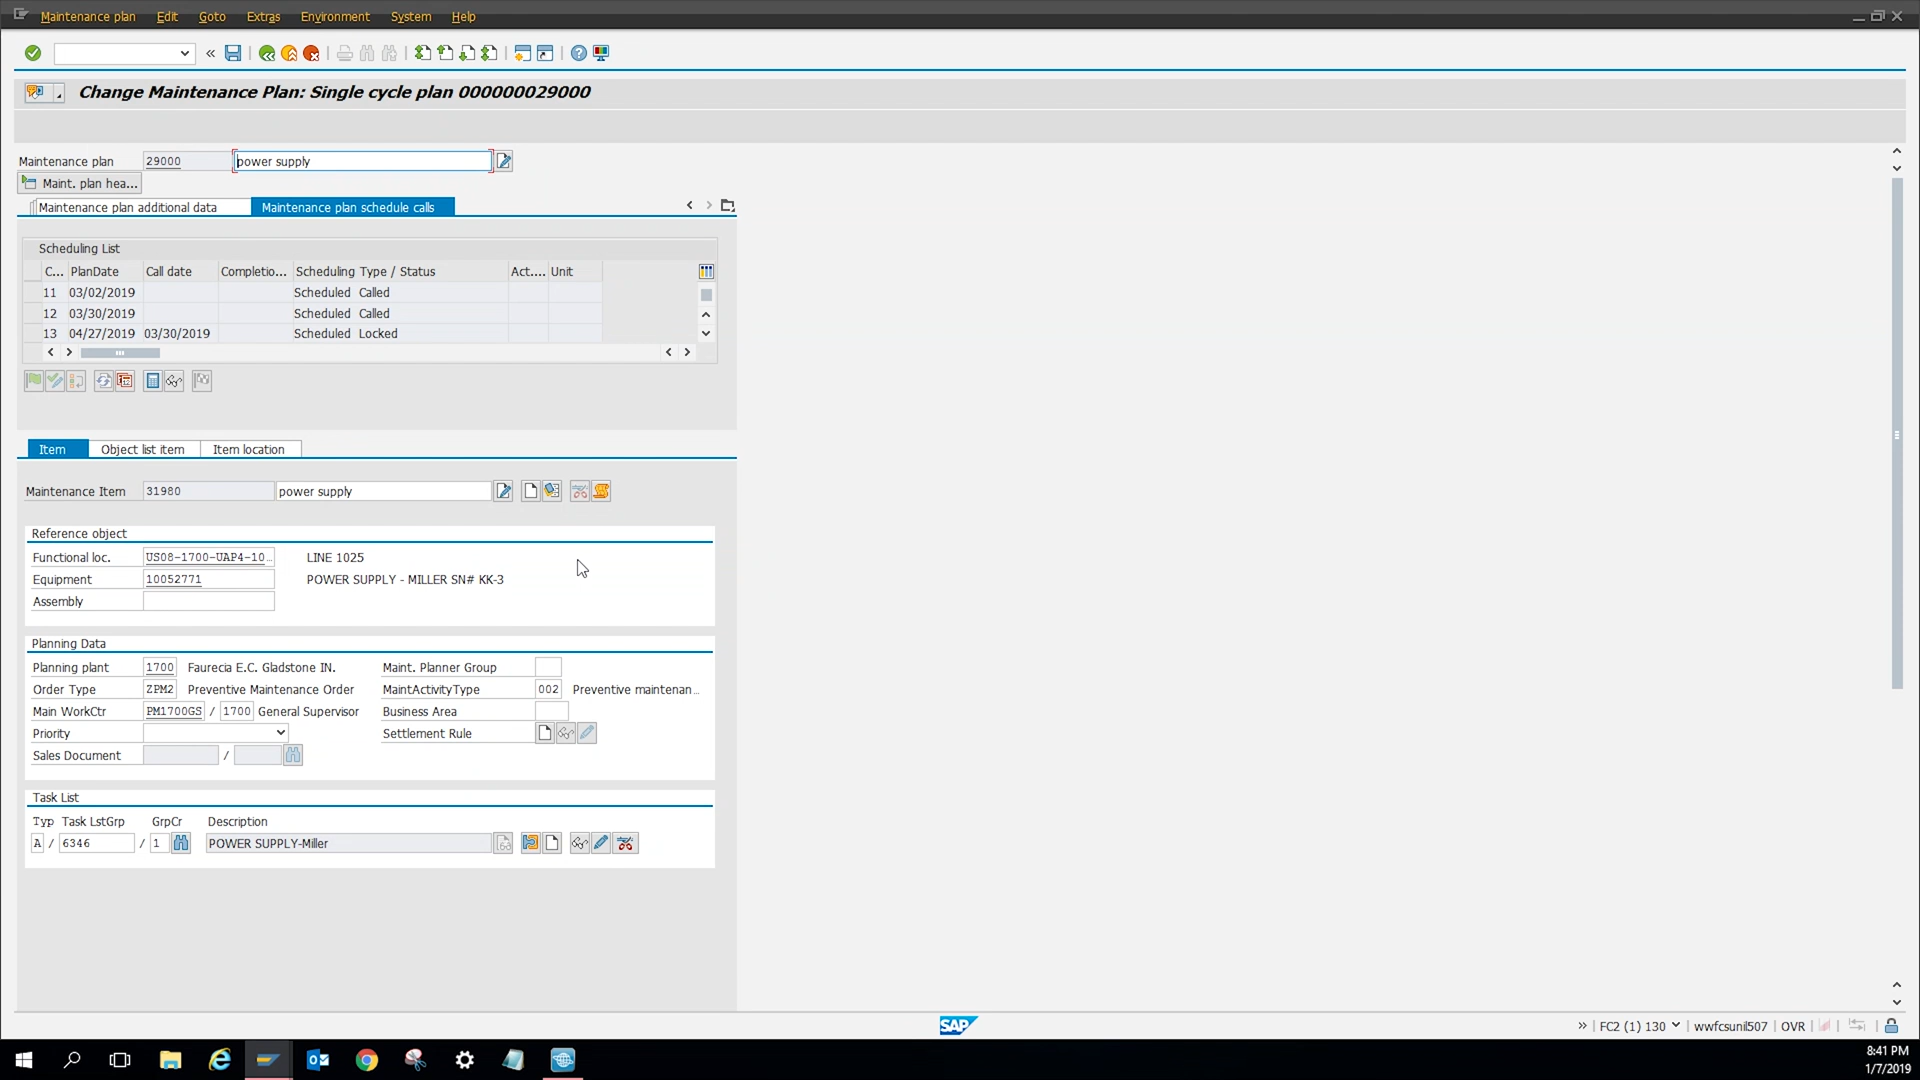 Maintenance plan Edit Goto Extras Environment System Help
Change Maintenance Plan: Single cycle plan 000000029000
Maintenance plan 29000 power supply
Maint. plan hea...
Maintenance plan additional data Maintenance plan schedule calls
Scheduling List
C... PlanDate Call date Completio... Scheduling Type / Status Act.... Unit
11 03/02/2019 Scheduled Called
12 03/30/2019 Scheduled Called
13 04/27/2019 03/30/2019 Scheduled Locked
Item Object list item Item location
Maintenance Item 31980 power supply
Reference object
Functional loc. US08-1700-UAP4-10... LINE 1025
Equipment 10052771 POWER SUPPLY - MILLER SN# KK-3
Assembly
Planning Data
Planning plant 1700 Faurecia E.C. Gladstone IN. Maint. Planner Group
Order Type ZPM2 Preventive Maintenance Order MaintActivityType 002 Preventive maintenan...
Main WorkCtr PM1700GS / 1700 General Supervisor Business Area
Priority Settlement Rule
Sales Document /
Task List
Typ Task LstGrp GrpCr Description
A / 6346 / 1 POWER SUPPLY-Miller
SAP
FC2 (1) 130 wwfcsunil507 OVR
8:41 PM
1/7/2019